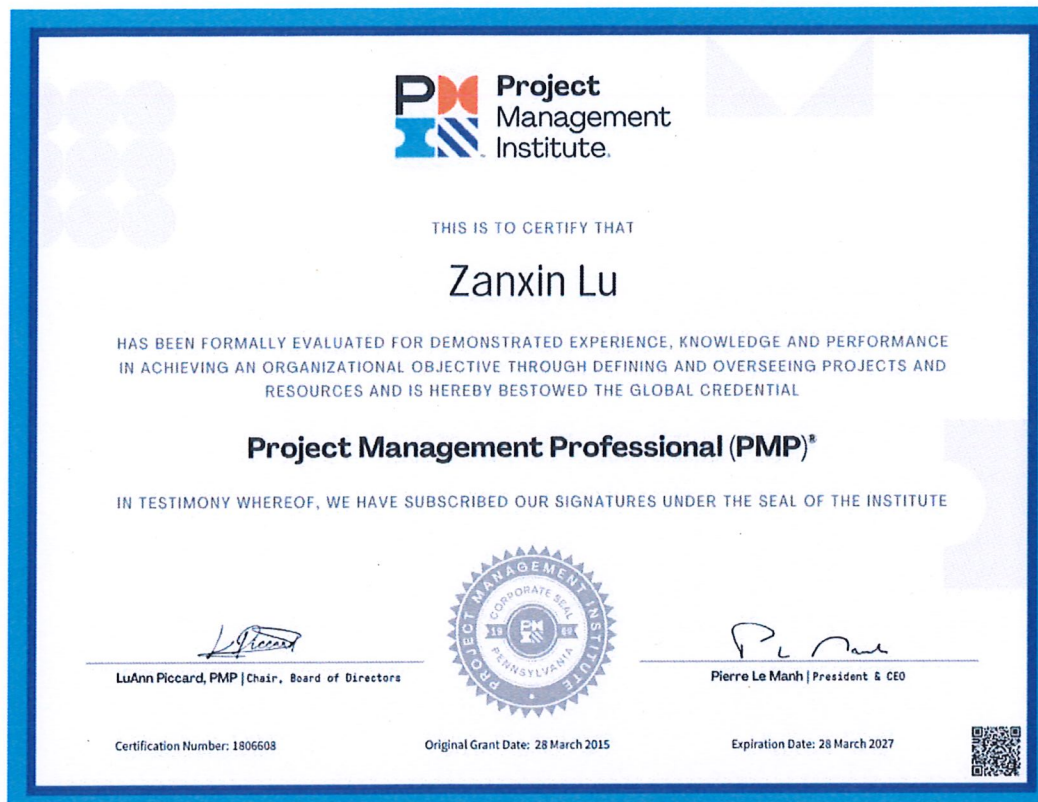 Project
Management
Institute.
THIS IS TO CERTIFY THAT
Zanxin Lu
HAS BEEN FORMALLY EVALUATED FOR DEMONSTRATED EXPERIENCE, KNOWLEDGE AND PERFORMANCE
IN ACHIEVING AN ORGANIZATIONAL OBJECTIVE THROUGH DEFINING AND OVERSEEING PROJECTS AND
RESOURCES AND IS HEREBY BESTOWED THE GLOBAL CREDENTIAL
Project Management Professional (PMP)®
IN TESTIMONY WHEREOF, WE HAVE SUBSCRIBED OUR SIGNATURES UNDER THE SEAL OF THE INSTITUTE
PROJECT MANAGEMENT INSTITUTE
CORPORATE SEAL
PENNSYLVANIA
LuAnn Piccard, PMP | Chair, Board of Directors
Pierre Le Manh | President & CEO
Certification Number: 1806608
Original Grant Date: 28 March 2015
Expiration Date: 28 March 2027